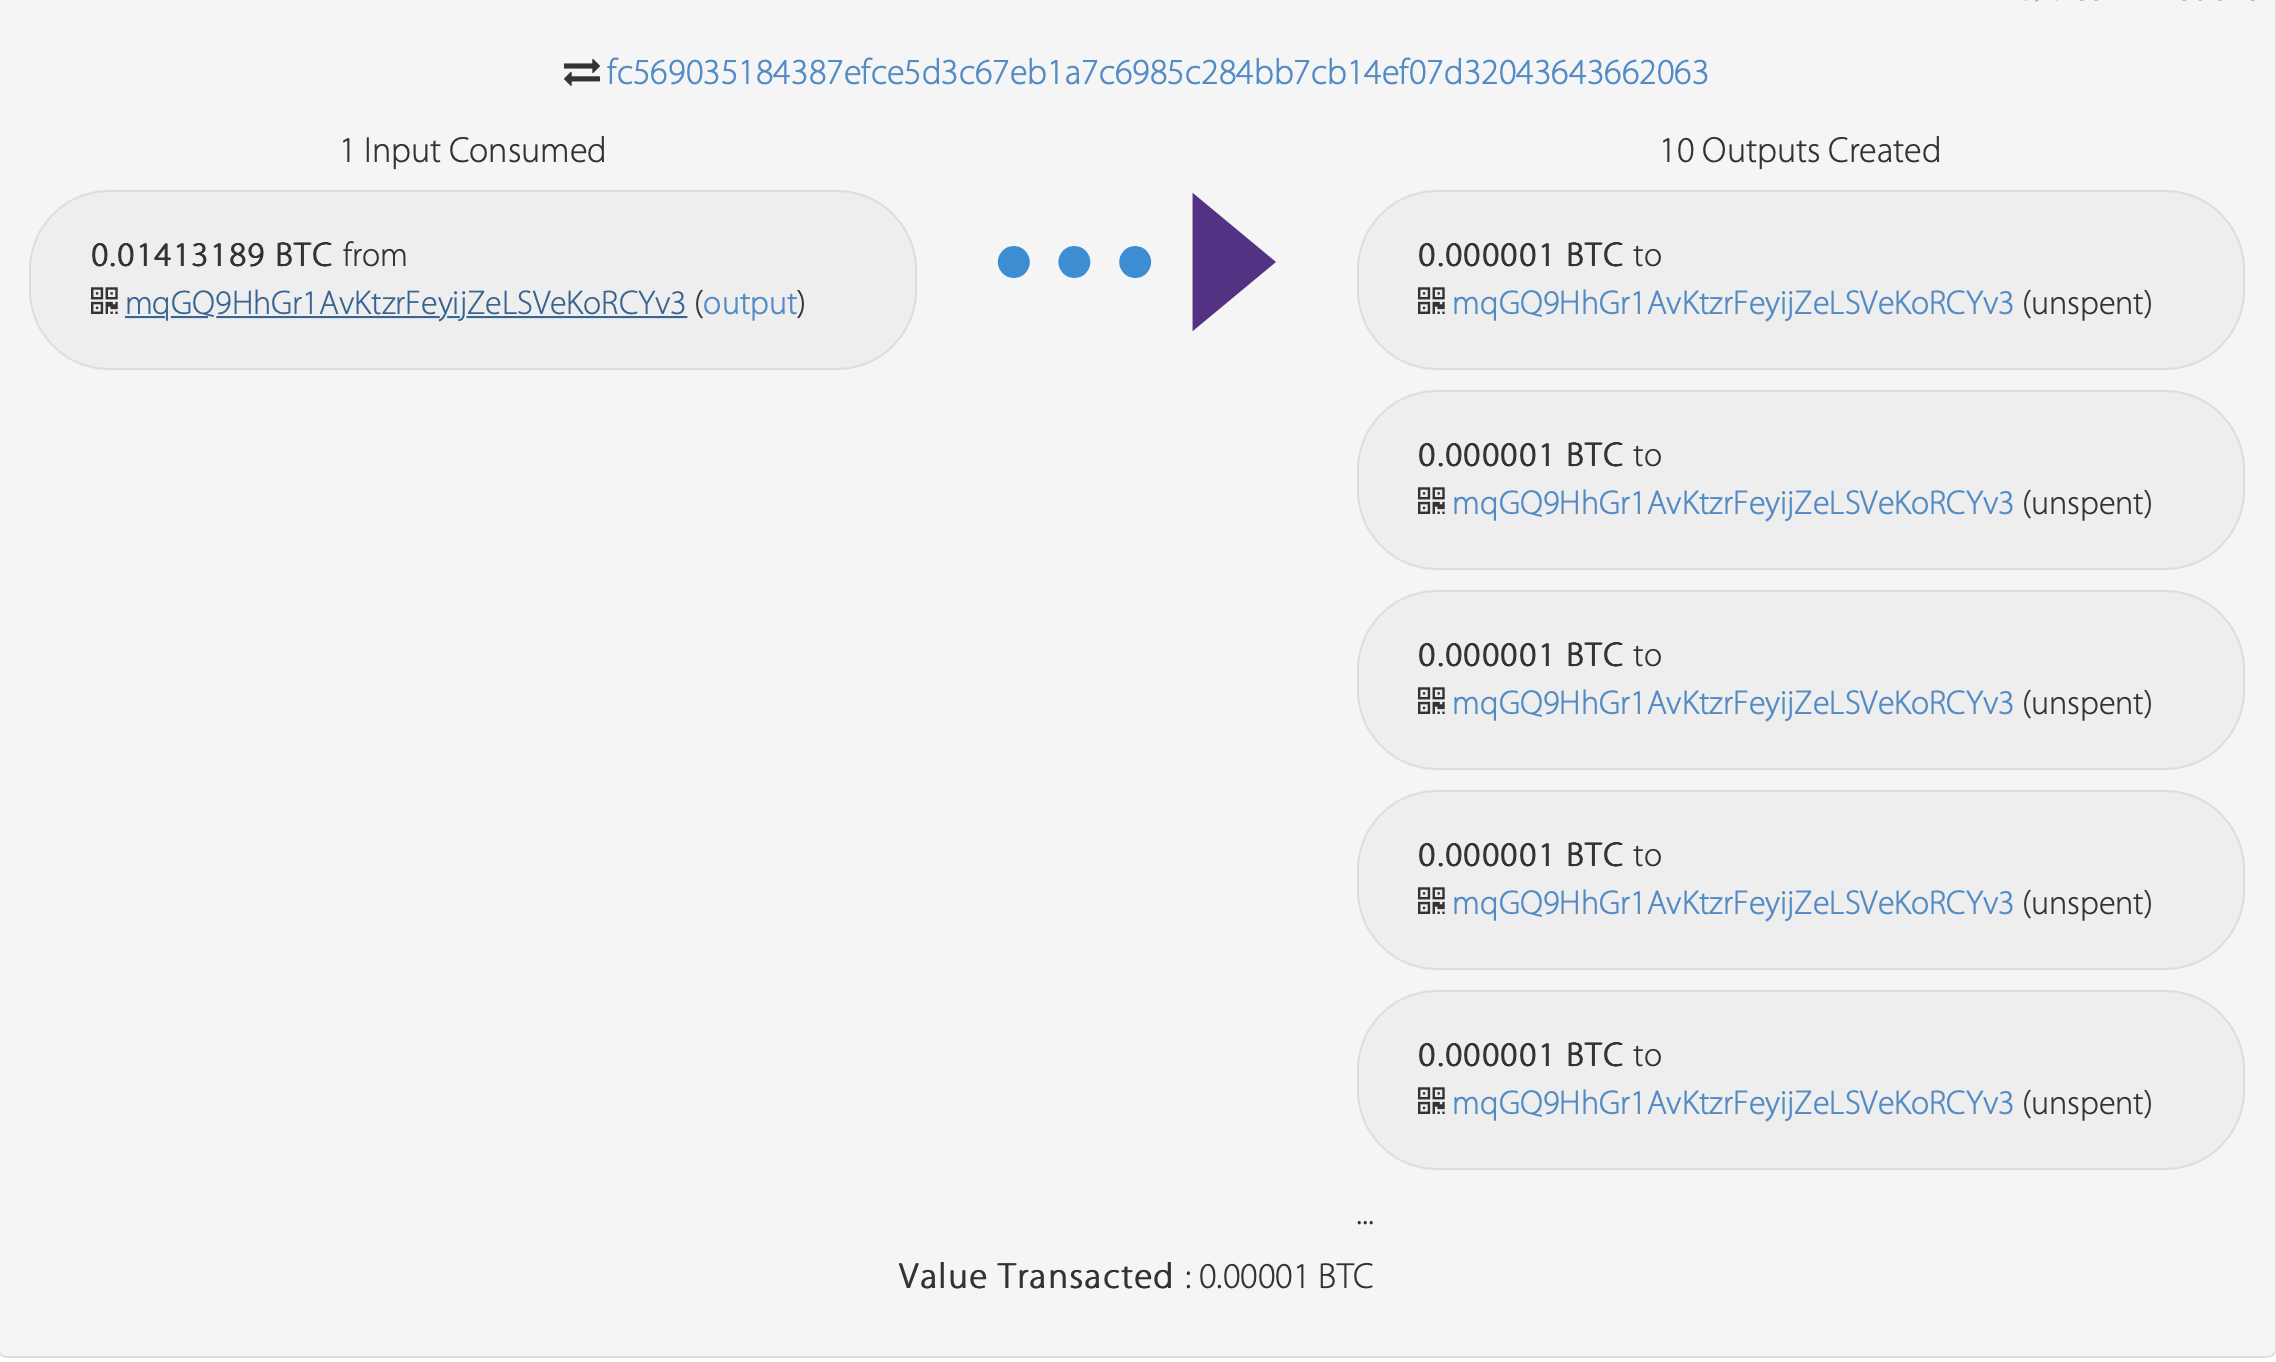 fc569035184387efce5d3c67eb1a7c6985c284bb7cb14ef07d32043643662063
1 Input Consumed
0.01413189 BTC from
mqGQ9HhGr1AvKtzrFeyijZeLSVeKoRCYv3 (output)
10 Outputs Created
0.000001 BTC to
mqGQ9HhGr1AvKtzrFeyijZeLSVeKoRCYv3 (unspent)
0.000001 BTC to
mqGQ9HhGr1AvKtzrFeyijZeLSVeKoRCYv3 (unspent)
0.000001 BTC to
mqGQ9HhGr1AvKtzrFeyijZeLSVeKoRCYv3 (unspent)
0.000001 BTC to
mqGQ9HhGr1AvKtzrFeyijZeLSVeKoRCYv3 (unspent)
0.000001 BTC to
mqGQ9HhGr1AvKtzrFeyijZeLSVeKoRCYv3 (unspent)
...
Value Transacted : 0.00001 BTC